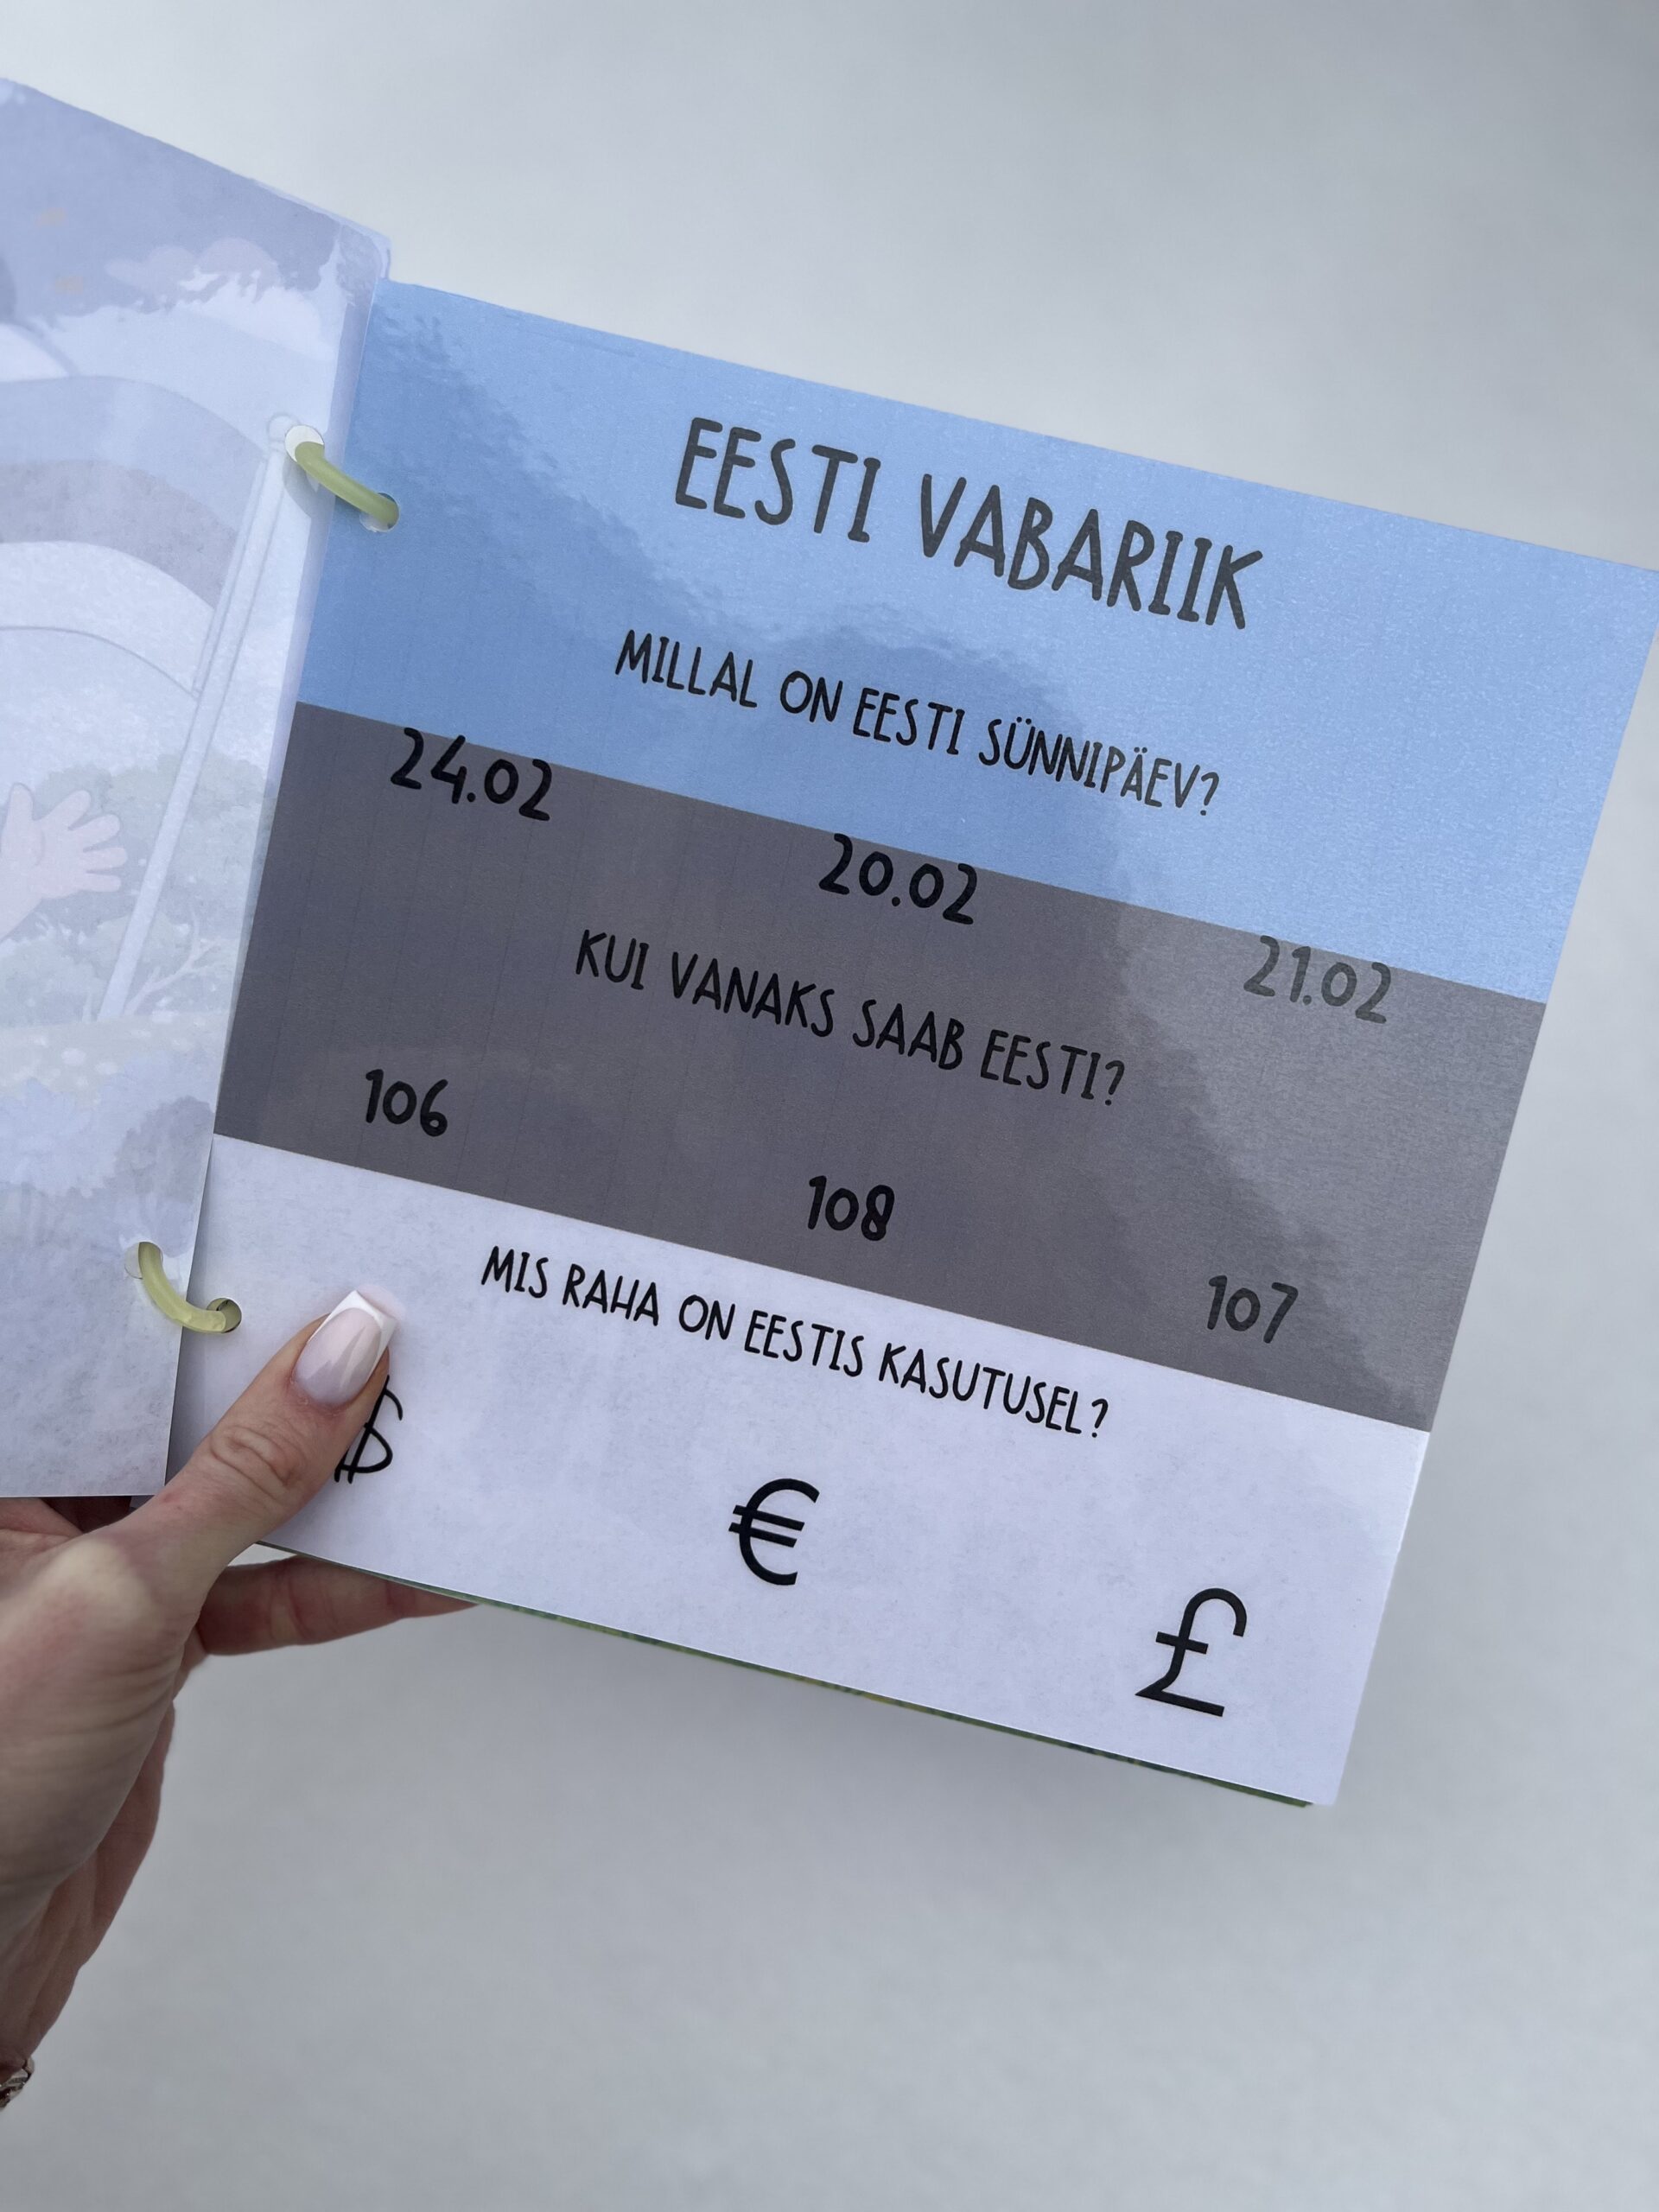 EESTI VABARIIK
MILLAL ON EESTI SÜNNIPÄEV?
24.02 20.02 21.02
KUI VANAKS SAAB EESTI?
106 108 107
MIS RAHA ON EESTIS KASUTUSEL?
$ € £